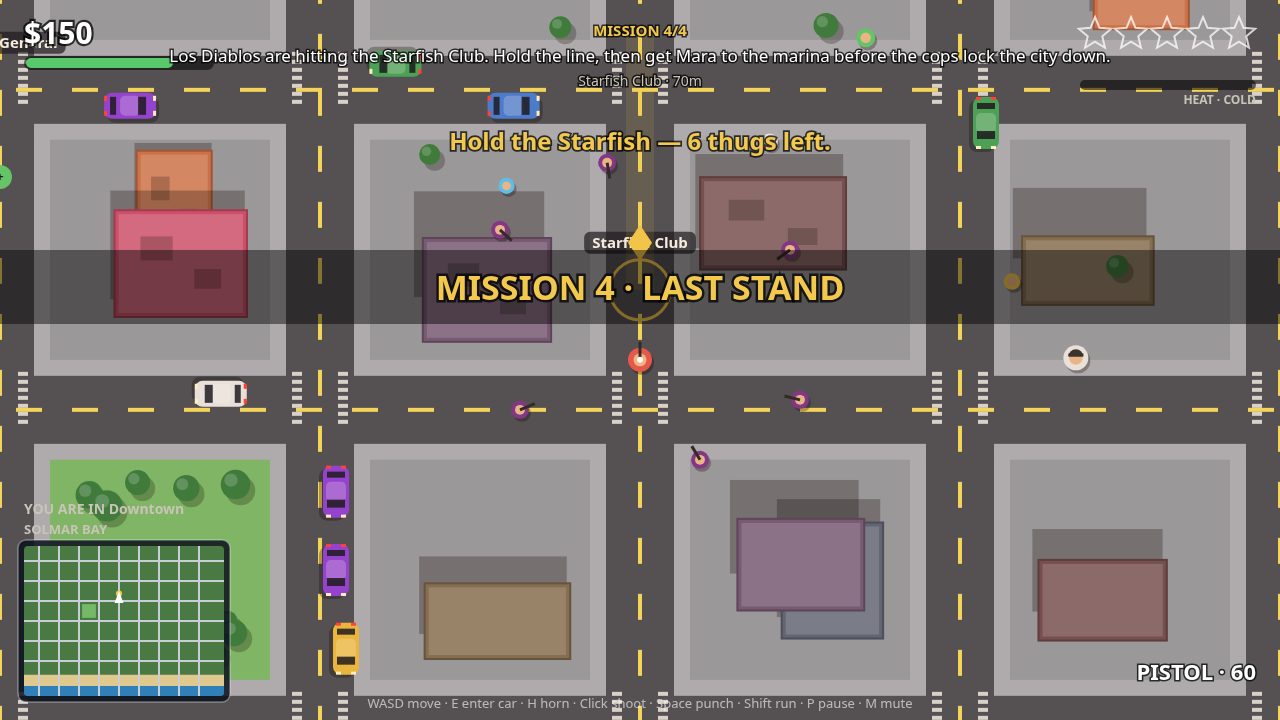 $150
MISSION 4/4
Los Diablos are hitting the Starfish Club. Hold the line, then get Mara to the marina before the cops lock the city down.
Starfish Club · 70m
HEAT · COLD
Hold the Starfish — 6 thugs left.
Club
MISSION 4 · LAST STAND
YOU ARE IN Downtown
SOLMAR BAY
PISTOL · 60
WASD move · E enter car · H horn · Click shoot · Space punch · Shift run · P pause · M mute